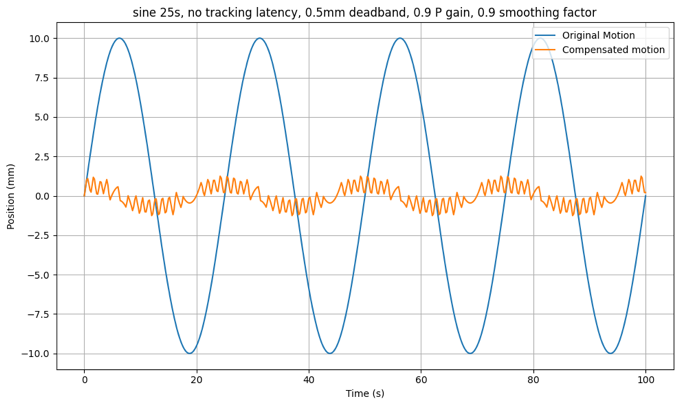 sine 25s, no tracking latency, 0.5mm deadband, 0.9 P gain, 0.9 smoothing factor
Original Motion
Compensated motion
10.0
7.5
5.0
2.5
0.0
−2.5
−5.0
−7.5
−10.0
Position (mm)
0 20 40 60 80 100
Time (s)